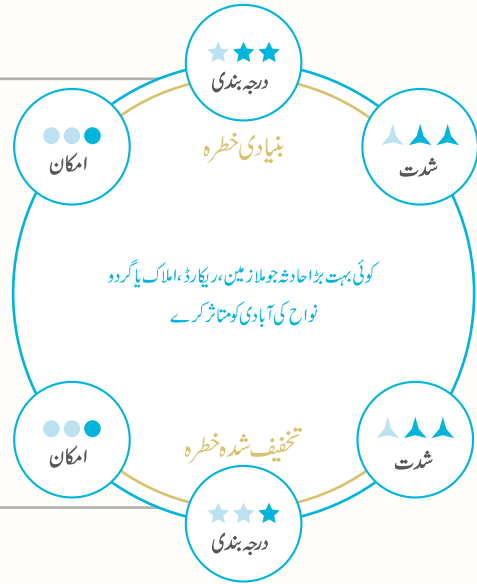 درجہ بندی
شدت
امکان
بنیادی خطرہ
کوئی بہت بڑا حادثہ جو ملازمین، ریکارڈ، املاک یا گردو
نواح کی آبادی کو متاثر کرے
تخفیف شدہ خطرہ
شدت
امکان
درجہ بندی